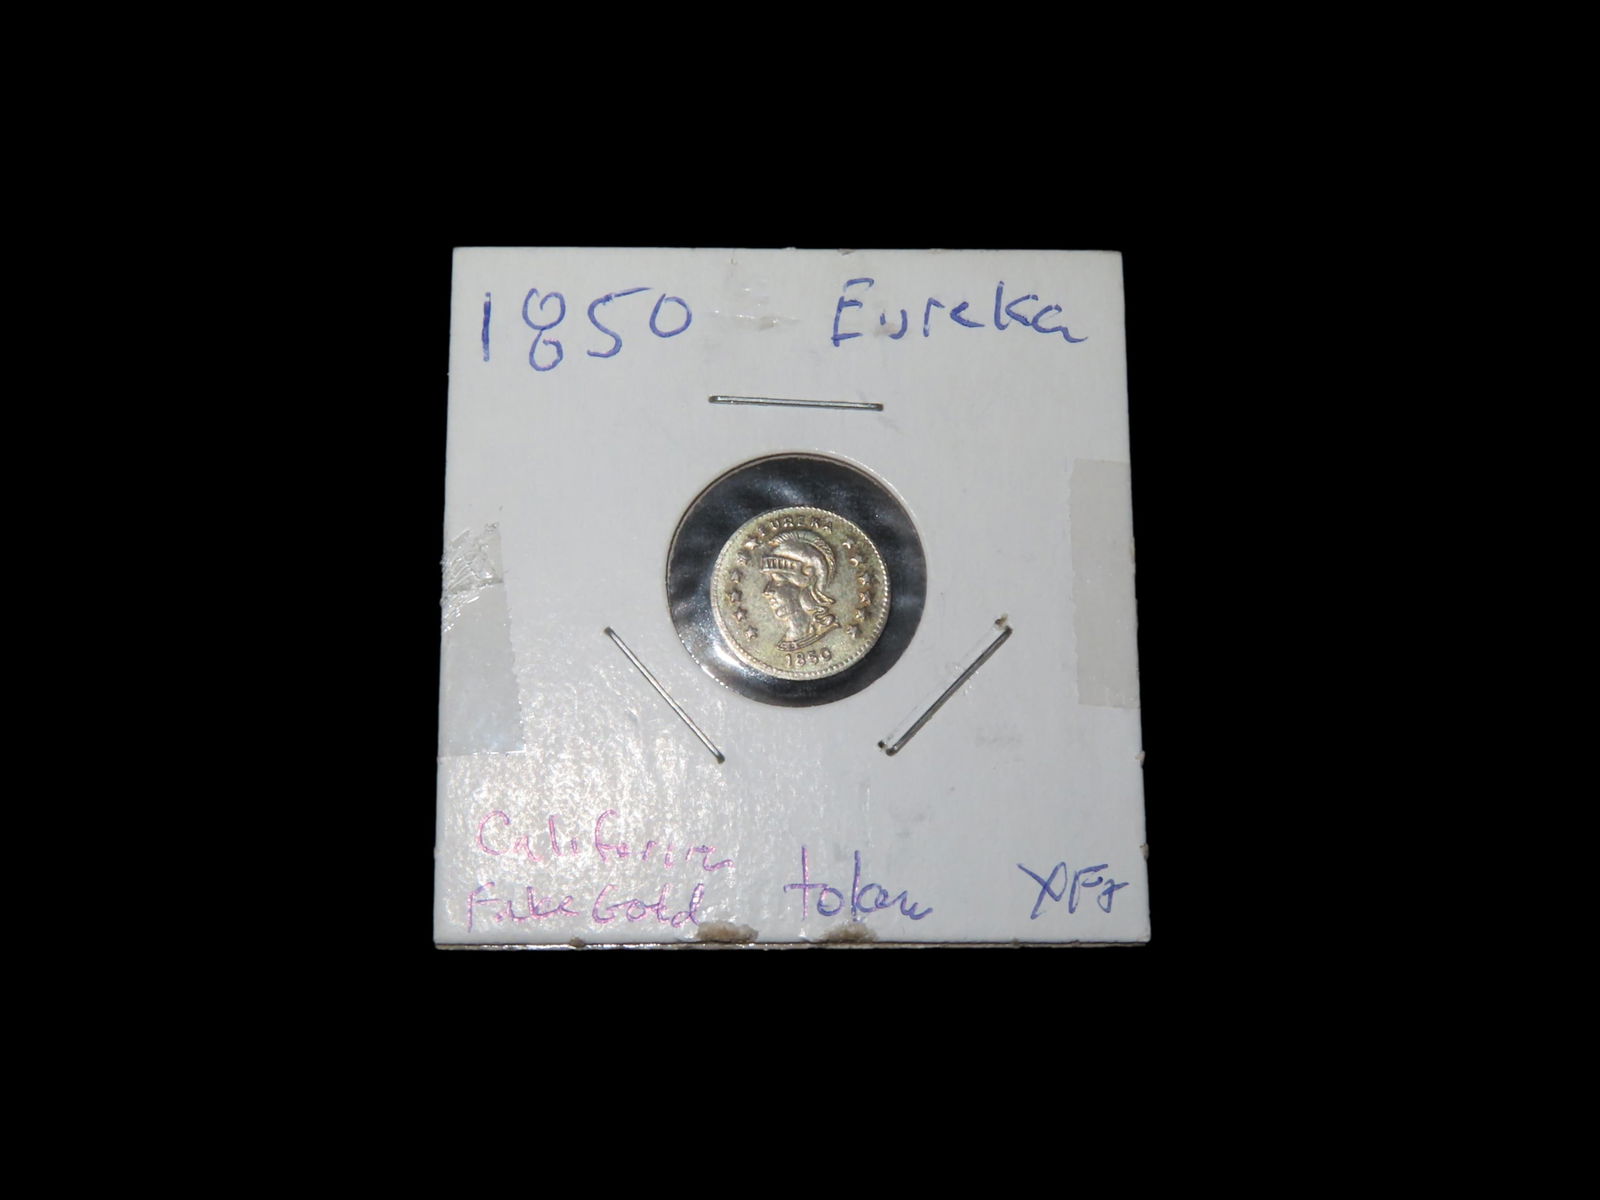 1850 Eureka
EUREKA
1850
California
Fake Gold token XF